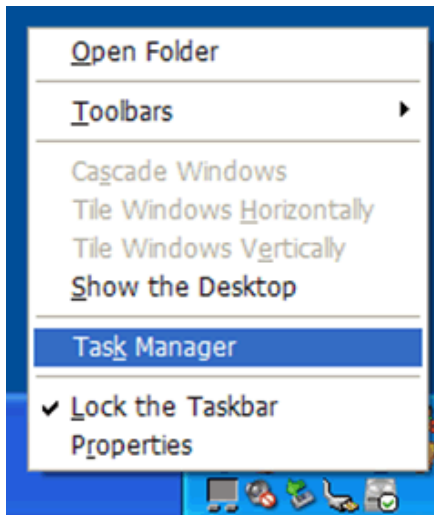 Open Folder
Toolbars
Cascade Windows
Tile Windows Horizontally
Tile Windows Vertically
Show the Desktop
Task Manager
Lock the Taskbar
Properties